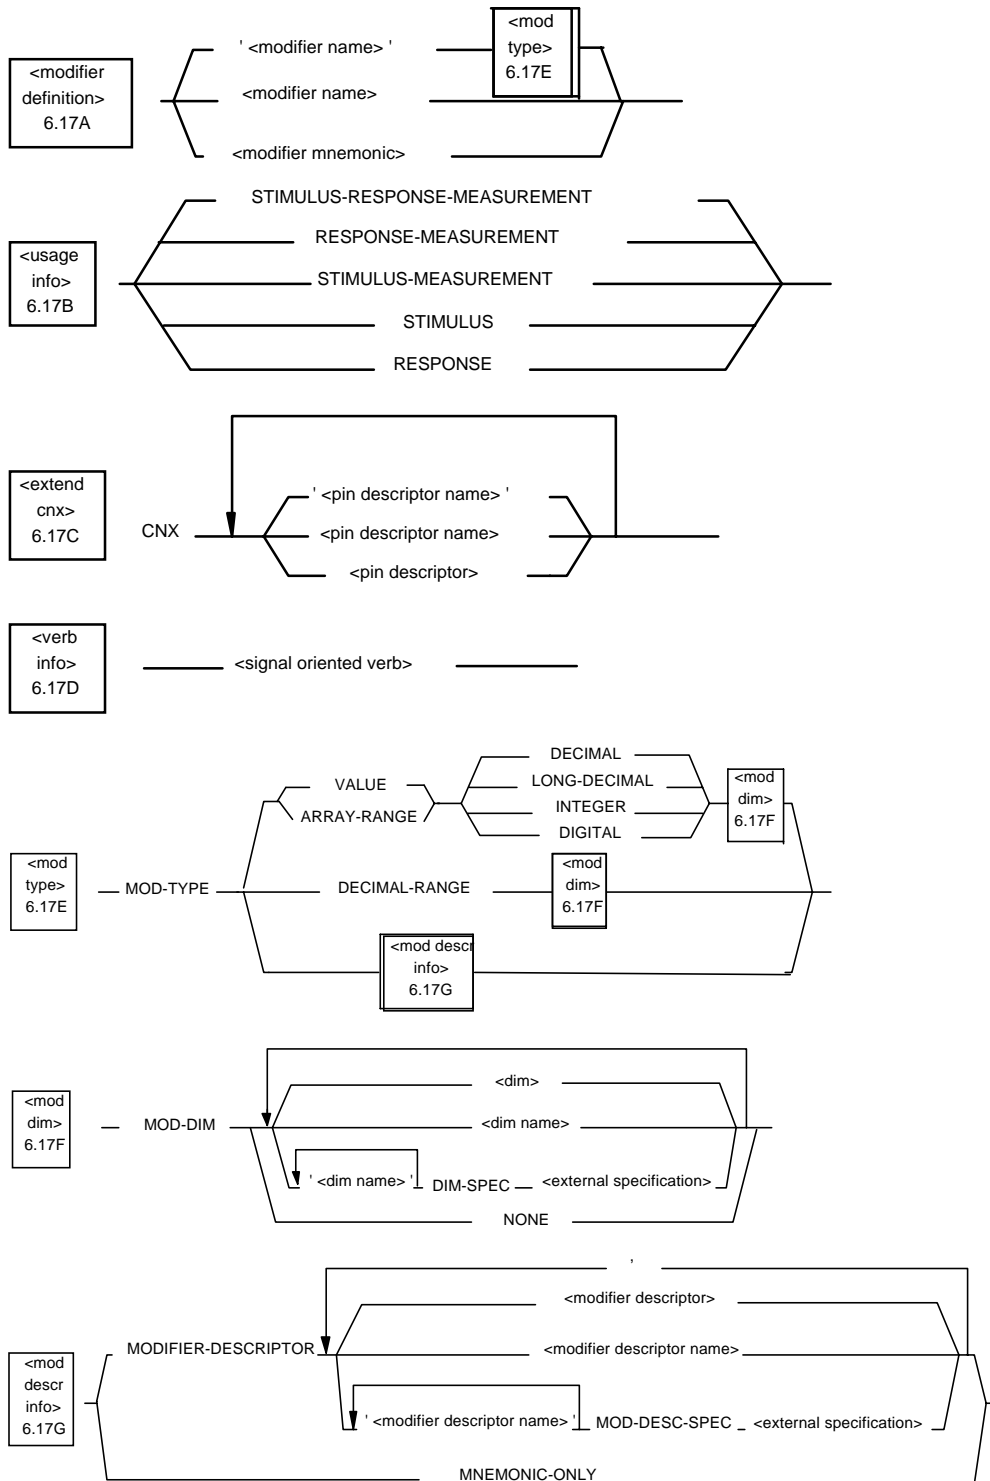 <mod
type>
6.17E
' <modifier name> '
<modifier
definition>
6.17A
<modifier name>
<modifier mnemonic>
STIMULUS-RESPONSE-MEASUREMENT
RESPONSE-MEASUREMENT
<usage
info>
6.17B
STIMULUS-MEASUREMENT
STIMULUS
RESPONSE
<extend
cnx>
6.17C
CNX
' <pin descriptor name> '
<pin descriptor name>
<pin descriptor>
<verb
info>
6.17D
<signal oriented verb>
DECIMAL
VALUE
LONG-DECIMAL
ARRAY-RANGE
INTEGER
DIGITAL
<mod
dim>
6.17F
<mod
type>
6.17E
MOD-TYPE
DECIMAL-RANGE
<mod
dim>
6.17F
<mod descr
info>
6.17G
<dim>
<mod
dim>
6.17F
MOD-DIM
<dim name>
' <dim name> ' DIM-SPEC <external specification>
NONE
,
<modifier descriptor>
MODIFIER-DESCRIPTOR
<modifier descriptor name>
<mod
descr
info>
6.17G
' <modifier descriptor name> ' MOD-DESC-SPEC <external specification>
MNEMONIC-ONLY